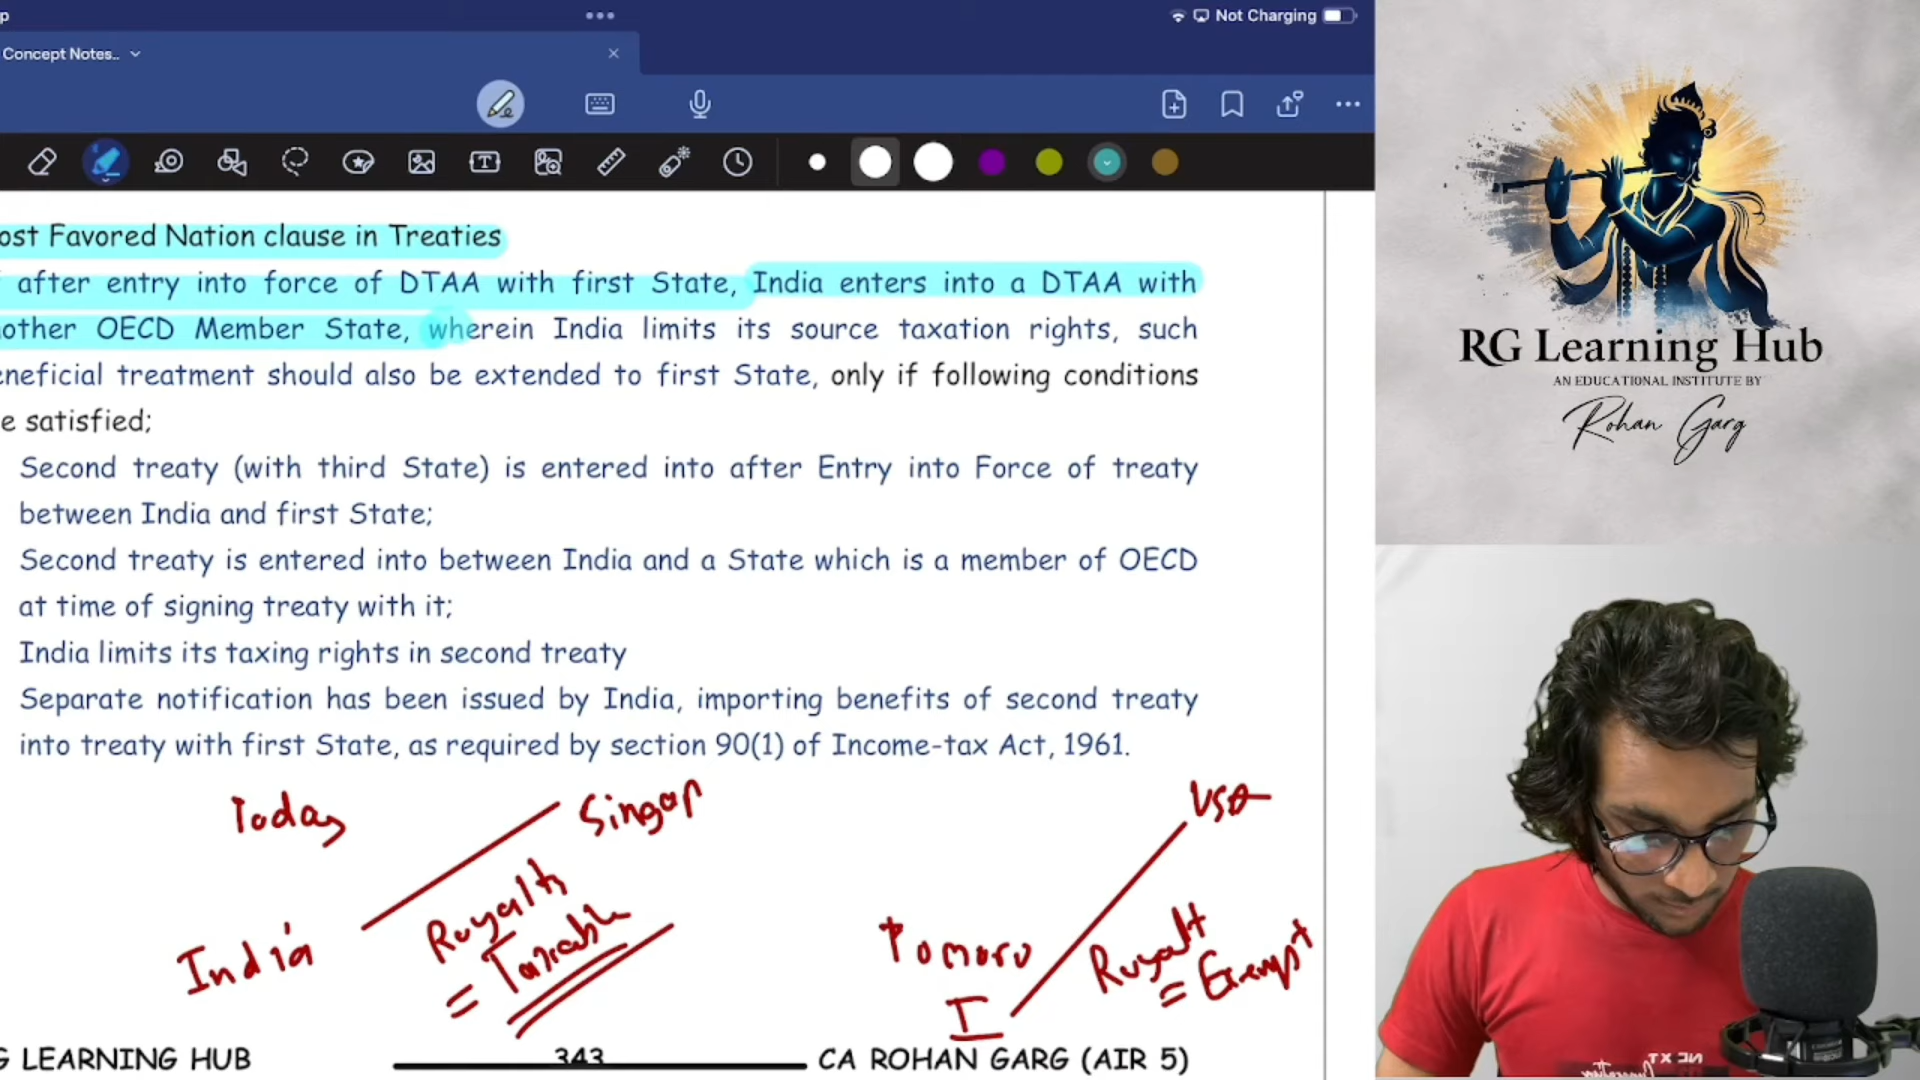 p
Not Charging
Concept Notes..
ost Favored Nation clause in Treaties
after entry into force of DTAA with first State, India enters into a DTAA with
nother OECD Member State, wherein India limits its source taxation rights, such
eneficial treatment should also be extended to first State, only if following conditions
e satisfied;
Second treaty (with third State) is entered into after Entry into Force of treaty
between India and first State;
Second treaty is entered into between India and a State which is a member of OECD
at time of signing treaty with it;
India limits its taxing rights in second treaty
Separate notification has been issued by India, importing benefits of second treaty
into treaty with first State, as required by section 90(1) of Income-tax Act, 1961.
Today
Singap
India
Royalty
= Taxable
USA
Tomoro
I
Royalt
= Exempt
G LEARNING HUB
343
CA ROHAN GARG (AIR 5)
RG Learning Hub
AN EDUCATIONAL INSTITUTE BY
Rohan Garg